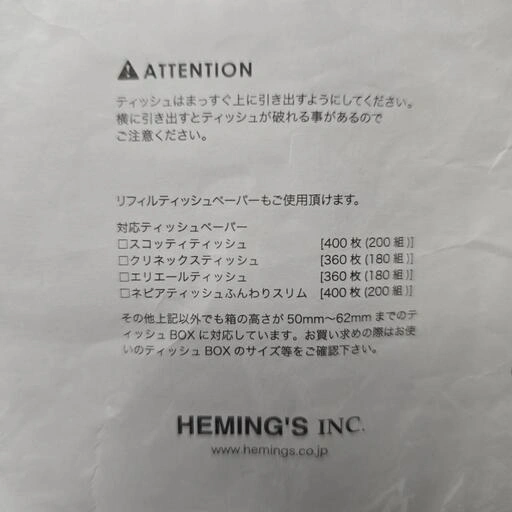 ⚠ ATTENTION
ティッシュはまっすぐ上に引き出すようにしてください。
横に引き出すとティッシュが破れる事があるので
ご注意ください。
リフィルティッシュペーパーもご使用頂けます。
対応ティッシュペーパー
□スコッティティッシュ [400枚(200組)]
□クリネックスティッシュ [360枚(180組)]
□エリエールティッシュ [360枚(180組)]
□ネピアティッシュふんわりスリム [400枚(200組)]
その他上記以外でも箱の高さが50mm〜62mmまでのテ
ィッシュBOXに対応しています。お買い求めの際はお使
いのティッシュBOXのサイズ等をご確認下さい。
HEMING'S INC.
www.hemings.co.jp